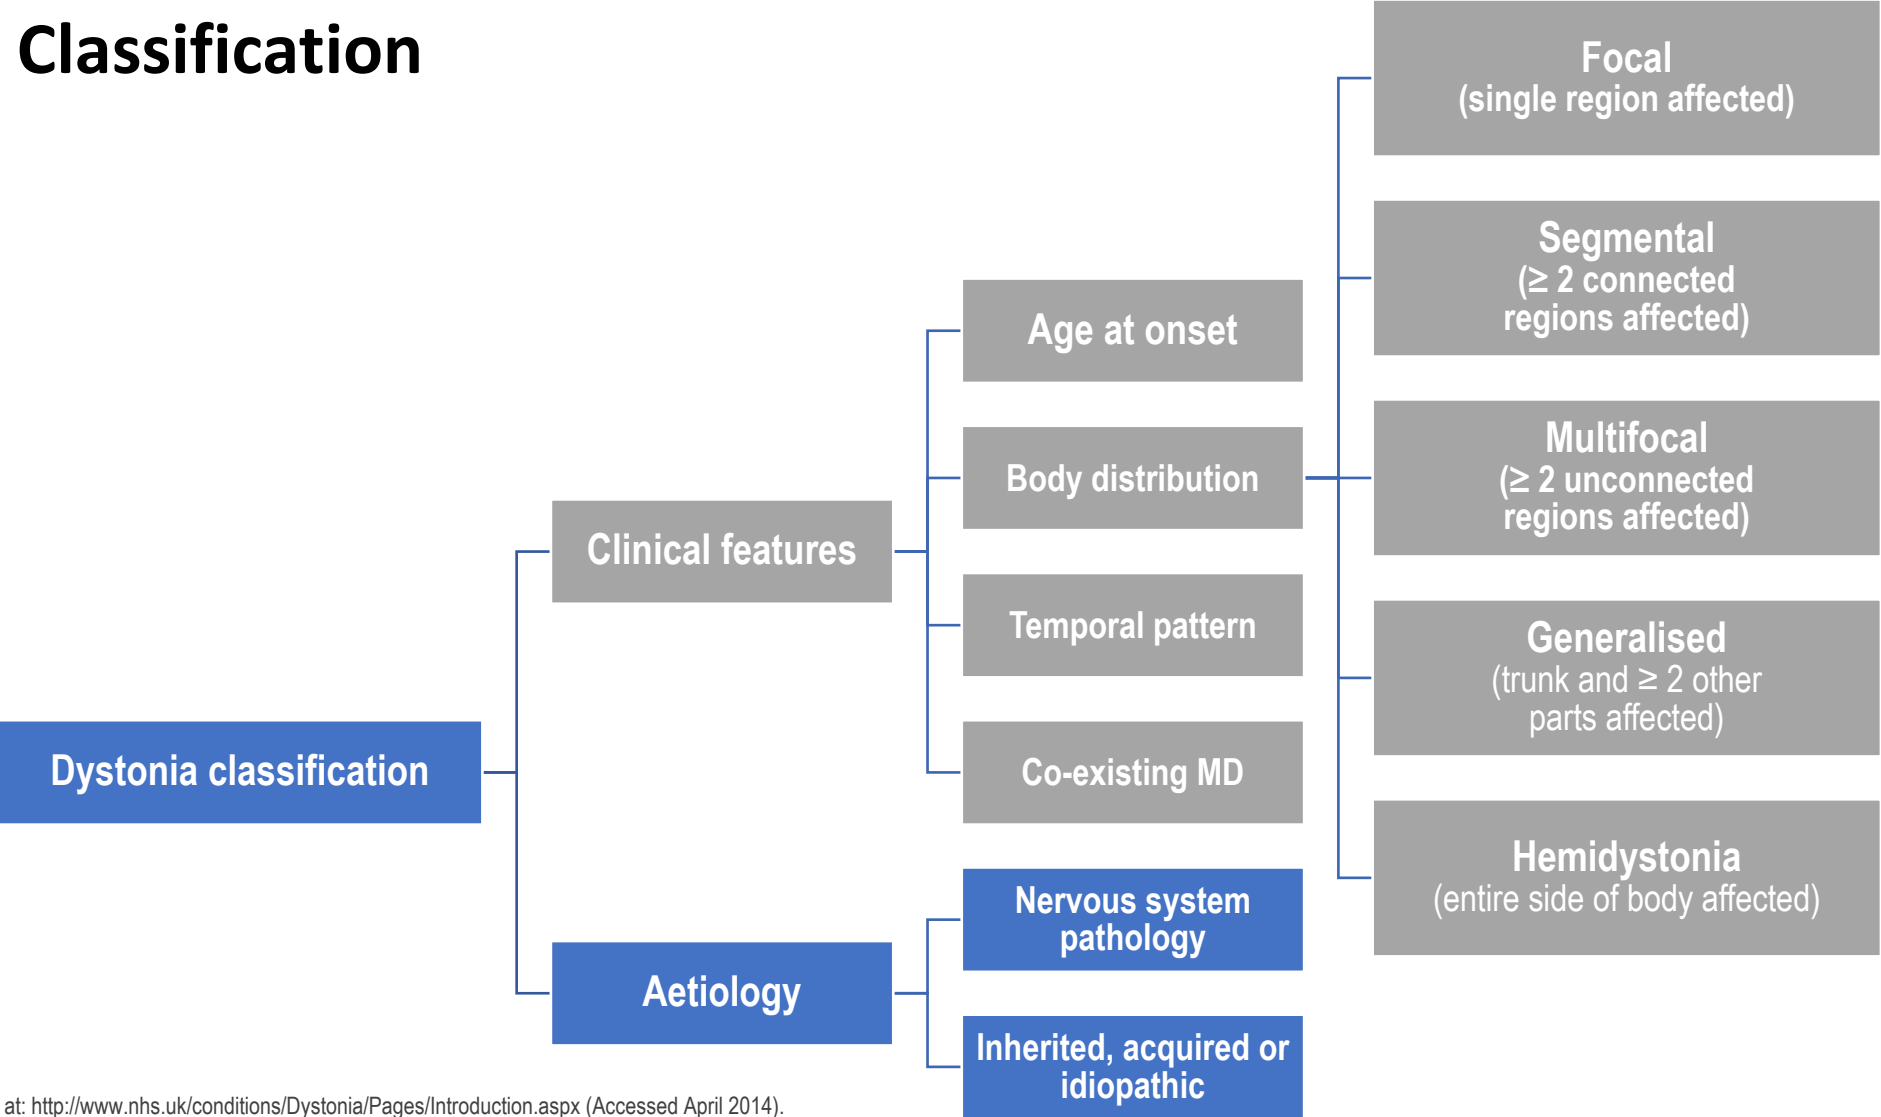 Classification
Dystonia classification
Clinical features
Aetiology
Age at onset
Body distribution
Temporal pattern
Co-existing MD
Nervous system
pathology
Inherited, acquired or
idiopathic
Focal
(single region affected)
Segmental
(≥ 2 connected
regions affected)
Multifocal
(≥ 2 unconnected
regions affected)
Generalised
(trunk and ≥ 2 other
parts affected)
Hemidystonia
(entire side of body affected)
at: http://www.nhs.uk/conditions/Dystonia/Pages/Introduction.aspx (Accessed April 2014).